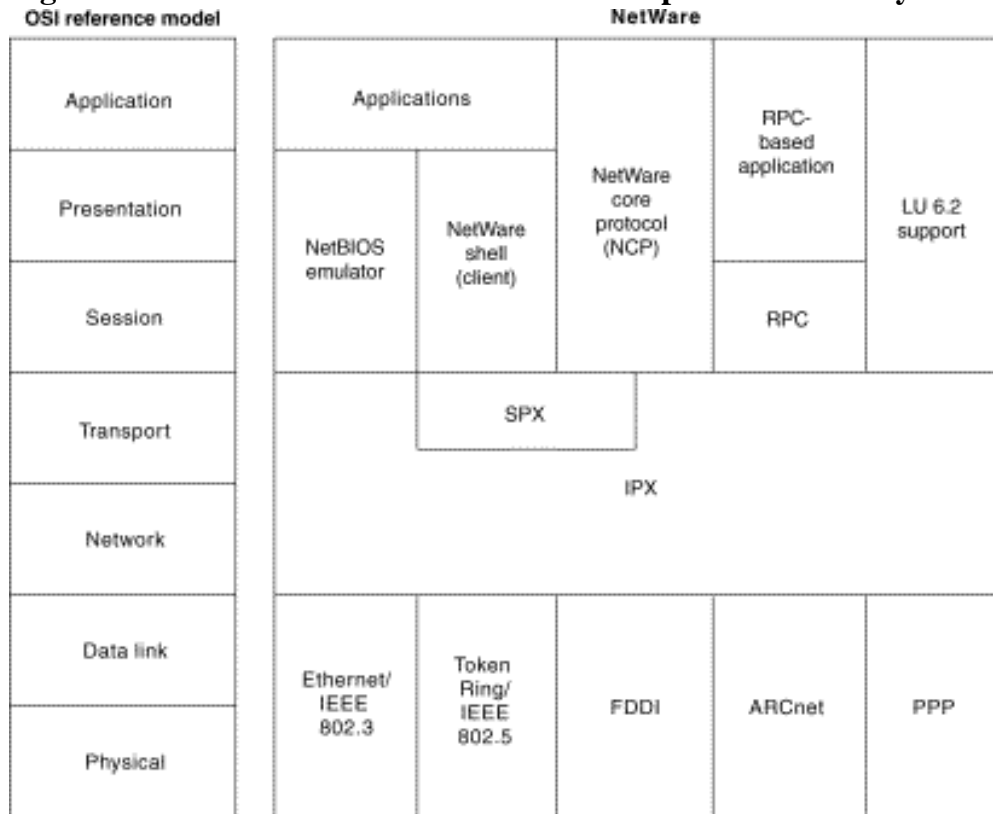 OSI reference model
NetWare
Application
Presentation
Session
Transport
Network
Data link
Physical
Applications
NetBIOS
emulator
NetWare
shell
(client)
NetWare
core
protocol
(NCP)
RPC-
based
application
RPC
LU 6.2
support
SPX
IPX
Ethernet/
IEEE
802.3
Token
Ring/
IEEE
802.5
FDDI
ARCnet
PPP